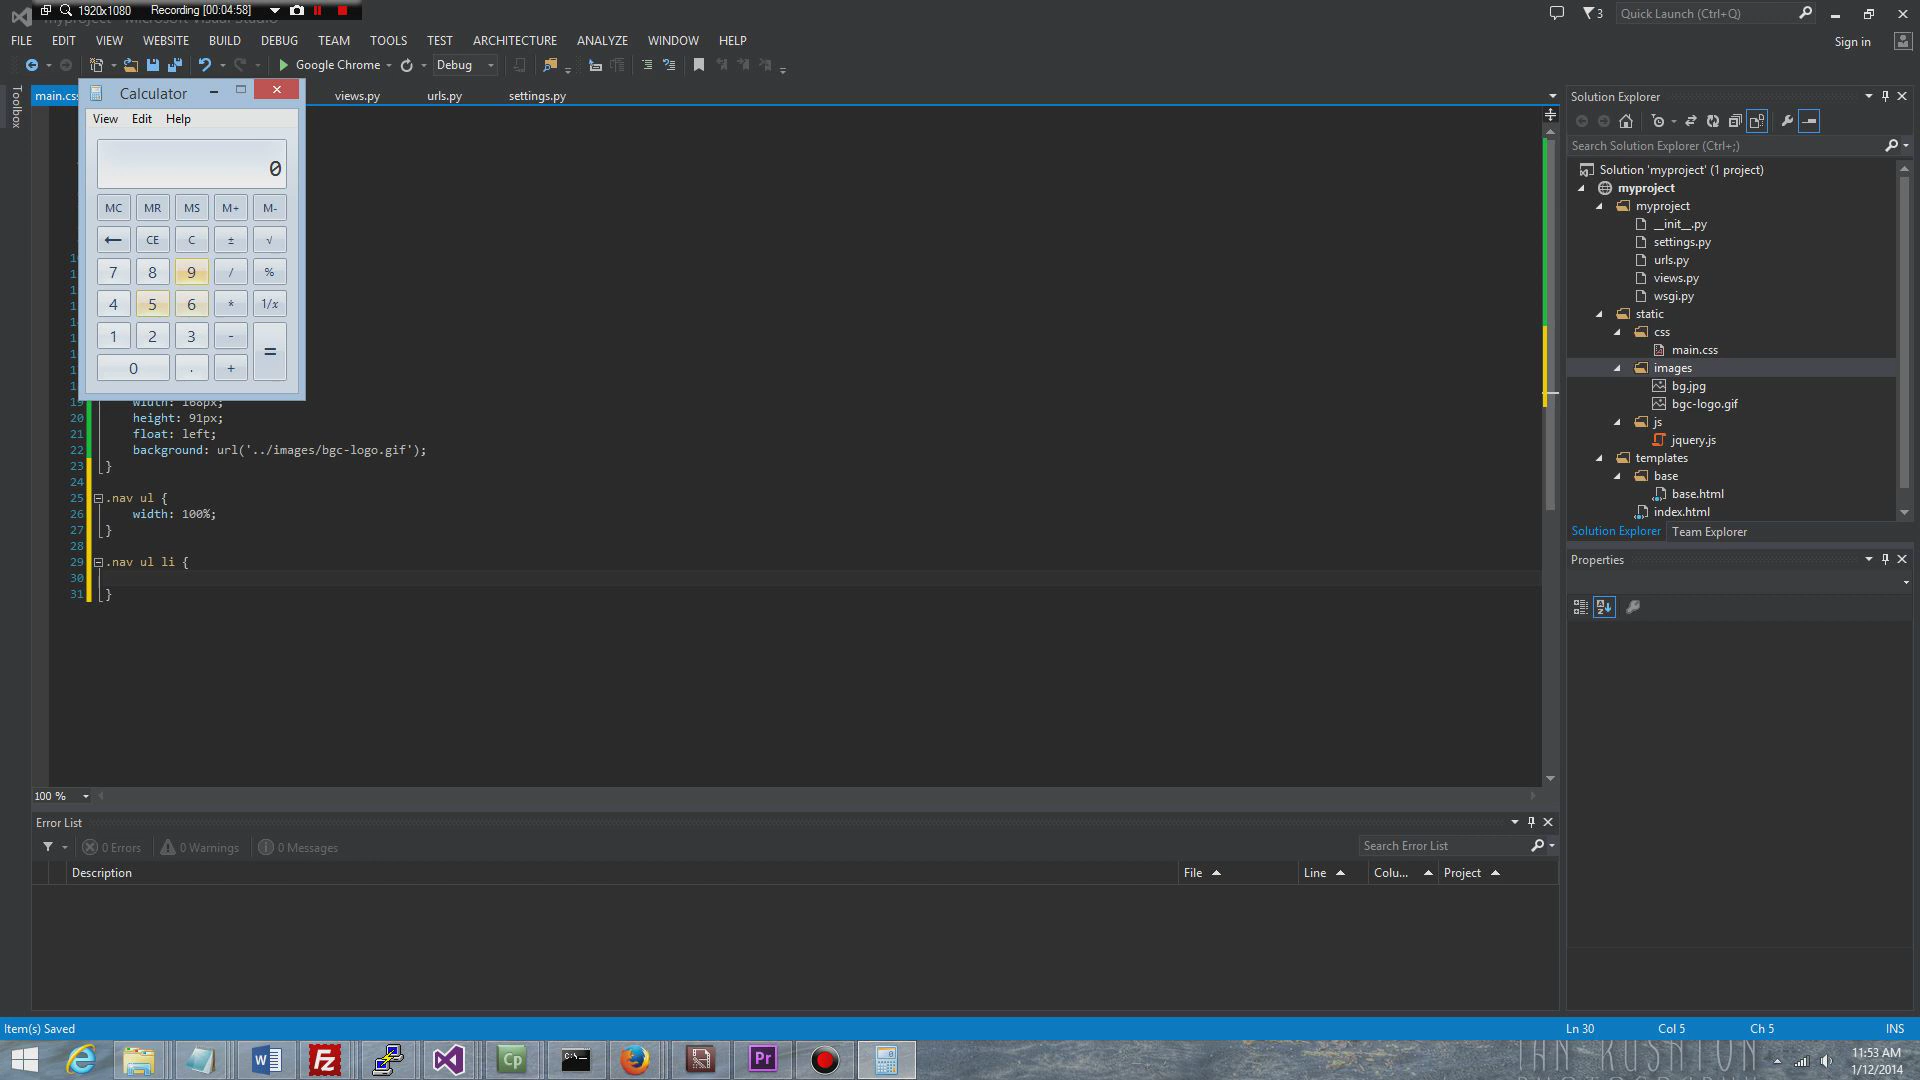 1920x1080 Recording [00:04:58]
3 Quick Launch (Ctrl+Q)
FILE EDIT VIEW WEBSITE BUILD DEBUG TEAM TOOLS TEST ARCHITECTURE ANALYZE WINDOW HELP
Sign in
Google Chrome Debug
Toolbox
main.css views.py urls.py settings.py
Calculator
View Edit Help
0
MC MR MS M+ M-
← CE C ± √
7 8 9 / %
4 5 6 * 1/x
1 2 3 - =
0 . +
19 width: 168px;
20 height: 91px;
21 float: left;
22 background: url('../images/bgc-logo.gif');
23 }
24
25 .nav ul {
26 width: 100%;
27 }
28
29 .nav ul li {
30
31 }
100 %
Error List
0 Errors 0 Warnings 0 Messages
Search Error List
Description File Line Colu... Project
Solution Explorer
Search Solution Explorer (Ctrl+;)
Solution 'myproject' (1 project)
myproject
myproject
__init__.py
settings.py
urls.py
views.py
wsgi.py
static
css
main.css
images
bg.jpg
bgc-logo.gif
js
jquery.js
templates
base
base.html
index.html
Solution Explorer Team Explorer
Properties
Item(s) Saved
Ln 30 Col 5 Ch 5 INS
11:53 AM
1/12/2014